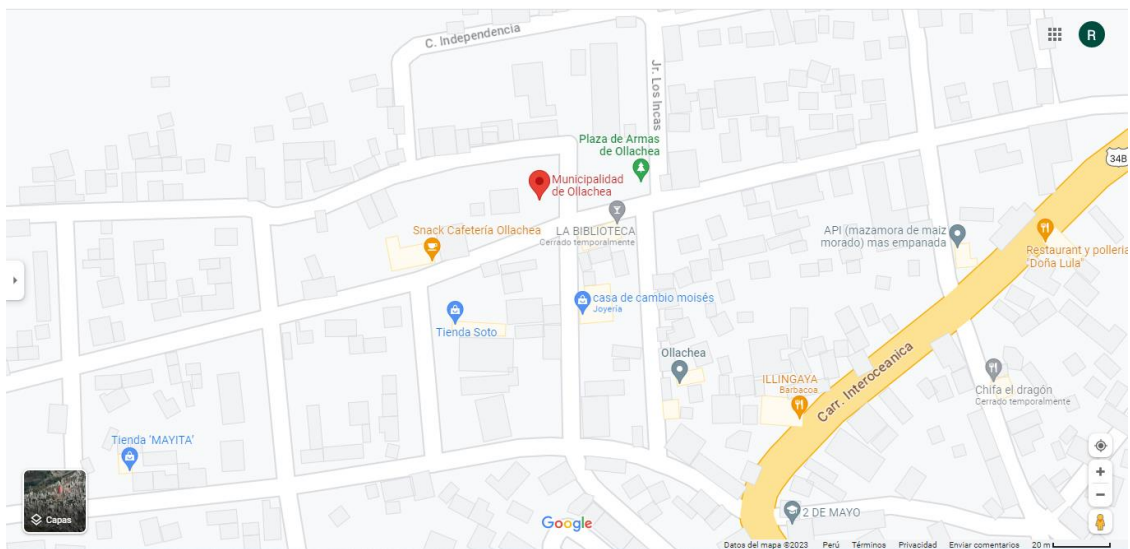 C. Independencia
Jr. Los Incas
R
Plaza de Armas
de Ollachea
34B
Municipalidad
de Ollachea
Snack Cafetería Ollachea
LA BIBLIOTECA
Cerrado temporalmente
API (mazamora de maiz
morado) mas empanada
Restaurant y polleria
"Doña Lula"
casa de cambio moisés
Joyería
Tienda Soto
Ollachea
ILLINGAYA
Barbacoa
Carr. Interoceanica
Chifa el dragón
Cerrado temporalmente
Tienda 'MAYITA'
Capas
Google
2 DE MAYO
Datos del mapa ©2023 Perú Términos Privacidad Enviar comentarios 20 m